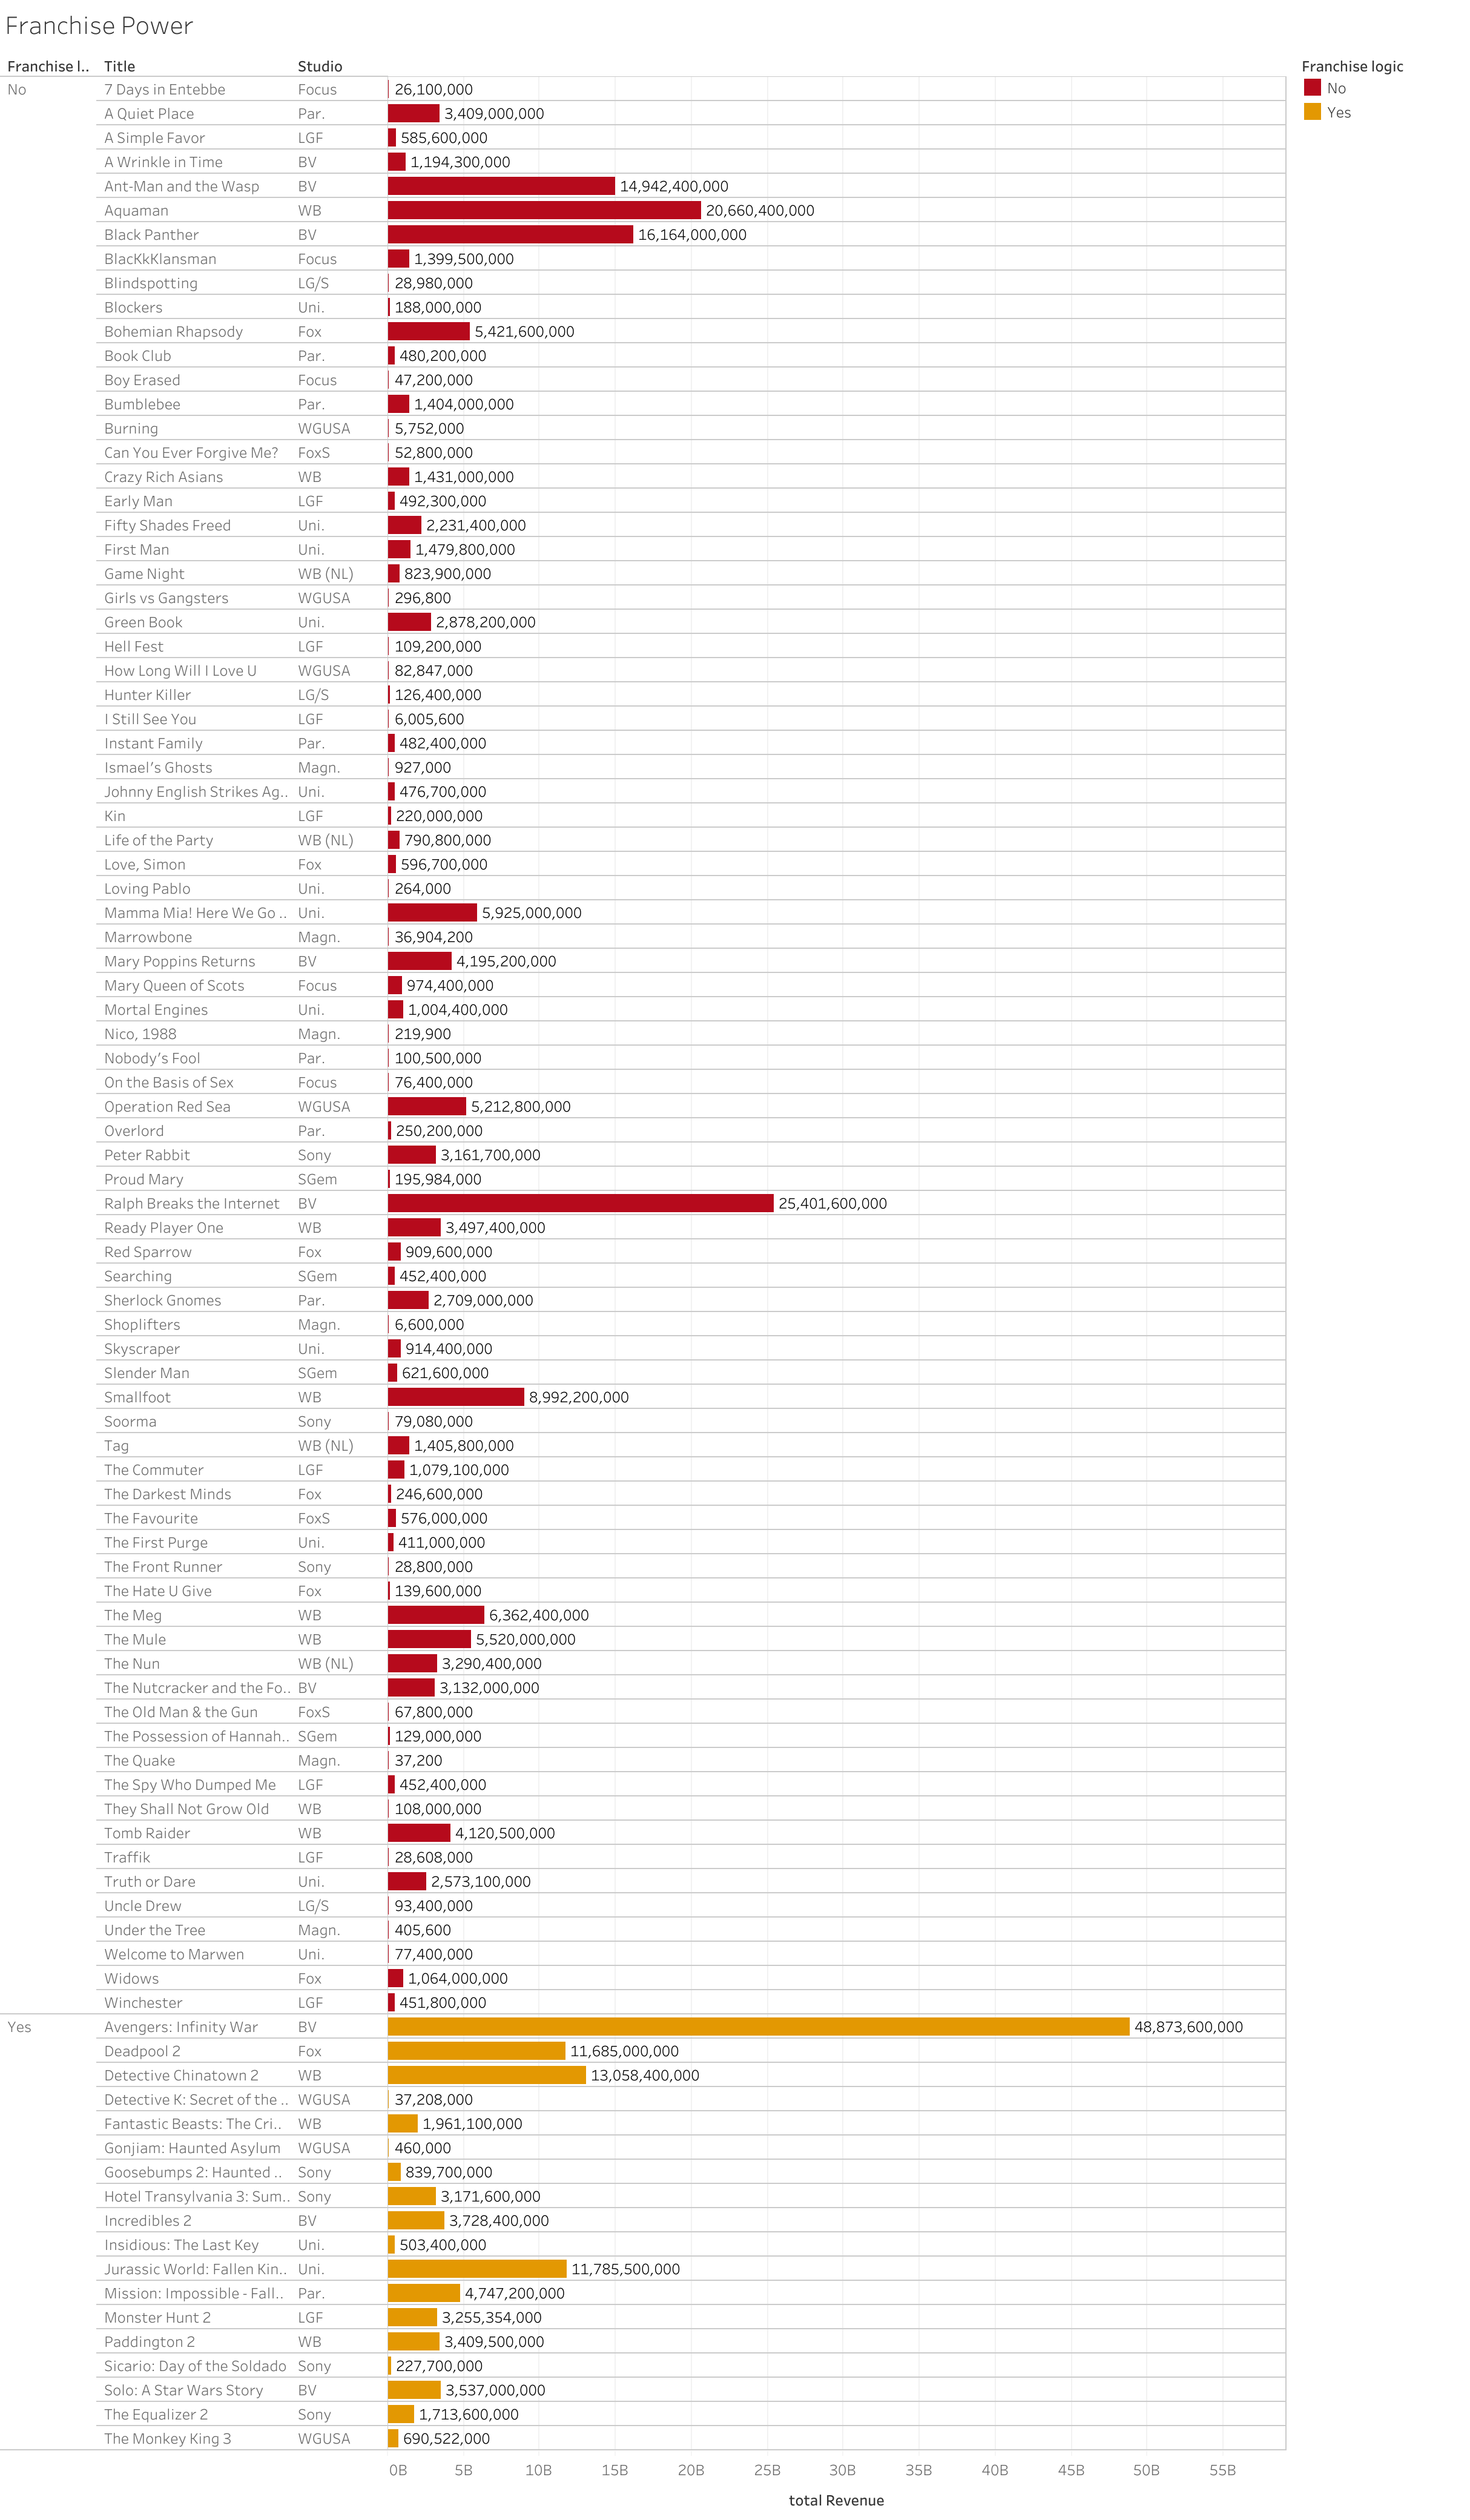 Franchise Power
Franchise l.. Title Studio
Franchise logic
No
Yes
No 7 Days in Entebbe Focus 26,100,000
A Quiet Place Par. 3,409,000,000
A Simple Favor LGF 585,600,000
A Wrinkle in Time BV 1,194,300,000
Ant-Man and the Wasp BV 14,942,400,000
Aquaman WB 20,660,400,000
Black Panther BV 16,164,000,000
BlacKkKlansman Focus 1,399,500,000
Blindspotting LG/S 28,980,000
Blockers Uni. 188,000,000
Bohemian Rhapsody Fox 5,421,600,000
Book Club Par. 480,200,000
Boy Erased Focus 47,200,000
Bumblebee Par. 1,404,000,000
Burning WGUSA 5,752,000
Can You Ever Forgive Me? FoxS 52,800,000
Crazy Rich Asians WB 1,431,000,000
Early Man LGF 492,300,000
Fifty Shades Freed Uni. 2,231,400,000
First Man Uni. 1,479,800,000
Game Night WB (NL) 823,900,000
Girls vs Gangsters WGUSA 296,800
Green Book Uni. 2,878,200,000
Hell Fest LGF 109,200,000
How Long Will I Love U WGUSA 82,847,000
Hunter Killer LG/S 126,400,000
I Still See You LGF 6,005,600
Instant Family Par. 482,400,000
Ismael's Ghosts Magn. 927,000
Johnny English Strikes Ag.. Uni. 476,700,000
Kin LGF 220,000,000
Life of the Party WB (NL) 790,800,000
Love, Simon Fox 596,700,000
Loving Pablo Uni. 264,000
Mamma Mia! Here We Go .. Uni. 5,925,000,000
Marrowbone Magn. 36,904,200
Mary Poppins Returns BV 4,195,200,000
Mary Queen of Scots Focus 974,400,000
Mortal Engines Uni. 1,004,400,000
Nico, 1988 Magn. 219,900
Nobody's Fool Par. 100,500,000
On the Basis of Sex Focus 76,400,000
Operation Red Sea WGUSA 5,212,800,000
Overlord Par. 250,200,000
Peter Rabbit Sony 3,161,700,000
Proud Mary SGem 195,984,000
Ralph Breaks the Internet BV 25,401,600,000
Ready Player One WB 3,497,400,000
Red Sparrow Fox 909,600,000
Searching SGem 452,400,000
Sherlock Gnomes Par. 2,709,000,000
Shoplifters Magn. 6,600,000
Skyscraper Uni. 914,400,000
Slender Man SGem 621,600,000
Smallfoot WB 8,992,200,000
Soorma Sony 79,080,000
Tag WB (NL) 1,405,800,000
The Commuter LGF 1,079,100,000
The Darkest Minds Fox 246,600,000
The Favourite FoxS 576,000,000
The First Purge Uni. 411,000,000
The Front Runner Sony 28,800,000
The Hate U Give Fox 139,600,000
The Meg WB 6,362,400,000
The Mule WB 5,520,000,000
The Nun WB (NL) 3,290,400,000
The Nutcracker and the Fo.. BV 3,132,000,000
The Old Man & the Gun FoxS 67,800,000
The Possession of Hannah.. SGem 129,000,000
The Quake Magn. 37,200
The Spy Who Dumped Me LGF 452,400,000
They Shall Not Grow Old WB 108,000,000
Tomb Raider WB 4,120,500,000
Traffik LGF 28,608,000
Truth or Dare Uni. 2,573,100,000
Uncle Drew LG/S 93,400,000
Under the Tree Magn. 405,600
Welcome to Marwen Uni. 77,400,000
Widows Fox 1,064,000,000
Winchester LGF 451,800,000
Yes Avengers: Infinity War BV 48,873,600,000
Deadpool 2 Fox 11,685,000,000
Detective Chinatown 2 WB 13,058,400,000
Detective K: Secret of the .. WGUSA 37,208,000
Fantastic Beasts: The Cri.. WB 1,961,100,000
Gonjiam: Haunted Asylum WGUSA 460,000
Goosebumps 2: Haunted .. Sony 839,700,000
Hotel Transylvania 3: Sum.. Sony 3,171,600,000
Incredibles 2 BV 3,728,400,000
Insidious: The Last Key Uni. 503,400,000
Jurassic World: Fallen Kin.. Uni. 11,785,500,000
Mission: Impossible - Fall.. Par. 4,747,200,000
Monster Hunt 2 LGF 3,255,354,000
Paddington 2 WB 3,409,500,000
Sicario: Day of the Soldado Sony 227,700,000
Solo: A Star Wars Story BV 3,537,000,000
The Equalizer 2 Sony 1,713,600,000
The Monkey King 3 WGUSA 690,522,000
0B 5B 10B 15B 20B 25B 30B 35B 40B 45B 50B 55B
total Revenue